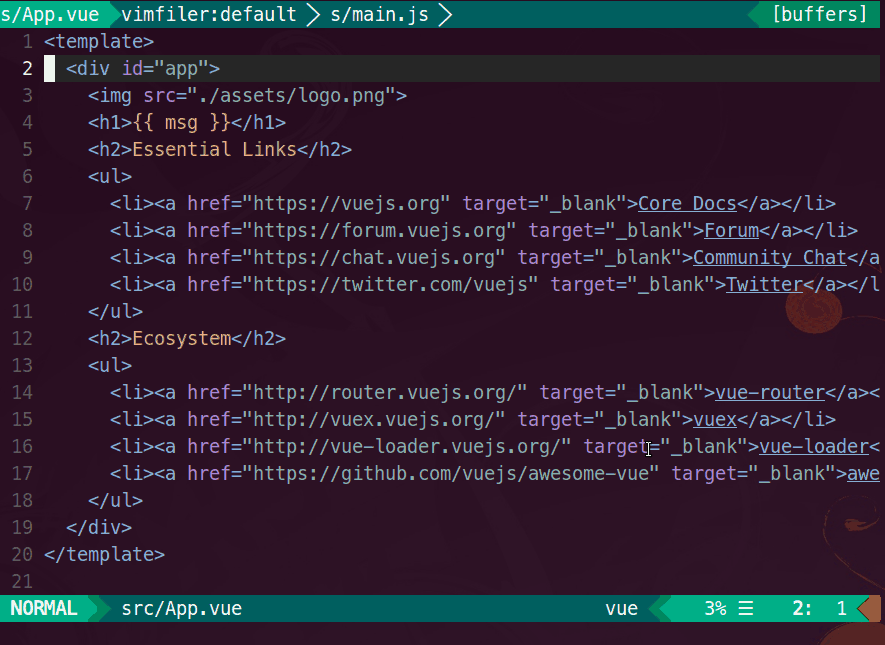 s/App.vue vimfiler:default s/main.js [buffers]
1 <template>
2 <div id="app">
3 <img src="./assets/logo.png">
4 <h1>{{ msg }}</h1>
5 <h2>Essential Links</h2>
6 <ul>
7 <li><a href="https://vuejs.org" target="_blank">Core Docs</a></li>
8 <li><a href="https://forum.vuejs.org" target="_blank">Forum</a></li>
9 <li><a href="https://chat.vuejs.org" target="_blank">Community Chat</a
10 <li><a href="https://twitter.com/vuejs" target="_blank">Twitter</a></l
11 </ul>
12 <h2>Ecosystem</h2>
13 <ul>
14 <li><a href="http://router.vuejs.org/" target="_blank">vue-router</a><
15 <li><a href="http://vuex.vuejs.org/" target="_blank">vuex</a></li>
16 <li><a href="http://vue-loader.vuejs.org/" target="_blank">vue-loader<
17 <li><a href="https://github.com/vuejs/awesome-vue" target="_blank">awe
18 </ul>
19 </div>
20 </template>
21
NORMAL src/App.vue vue 3% ☰ 2: 1